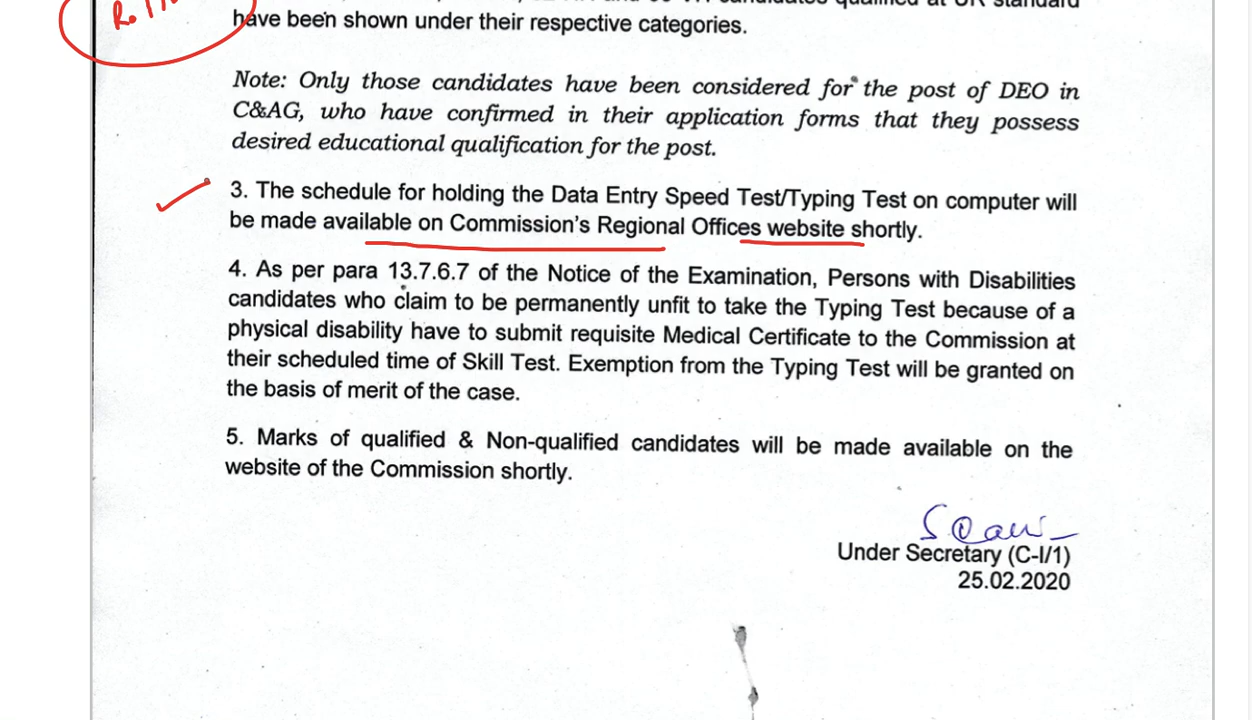 have been shown under their respective categories.
Note: Only those candidates have been considered for the post of DEO in
C&AG, who have confirmed in their application forms that they possess
desired educational qualification for the post.
3. The schedule for holding the Data Entry Speed Test/Typing Test on computer will
be made available on Commission's Regional Offices website shortly.
4. As per para 13.7.6.7 of the Notice of the Examination, Persons with Disabilities
candidates who claim to be permanently unfit to take the Typing Test because of a
physical disability have to submit requisite Medical Certificate to the Commission at
their scheduled time of Skill Test. Exemption from the Typing Test will be granted on
the basis of merit of the case.
5. Marks of qualified & Non-qualified candidates will be made available on the
website of the Commission shortly.
Under Secretary (C-I/1)
25.02.2020